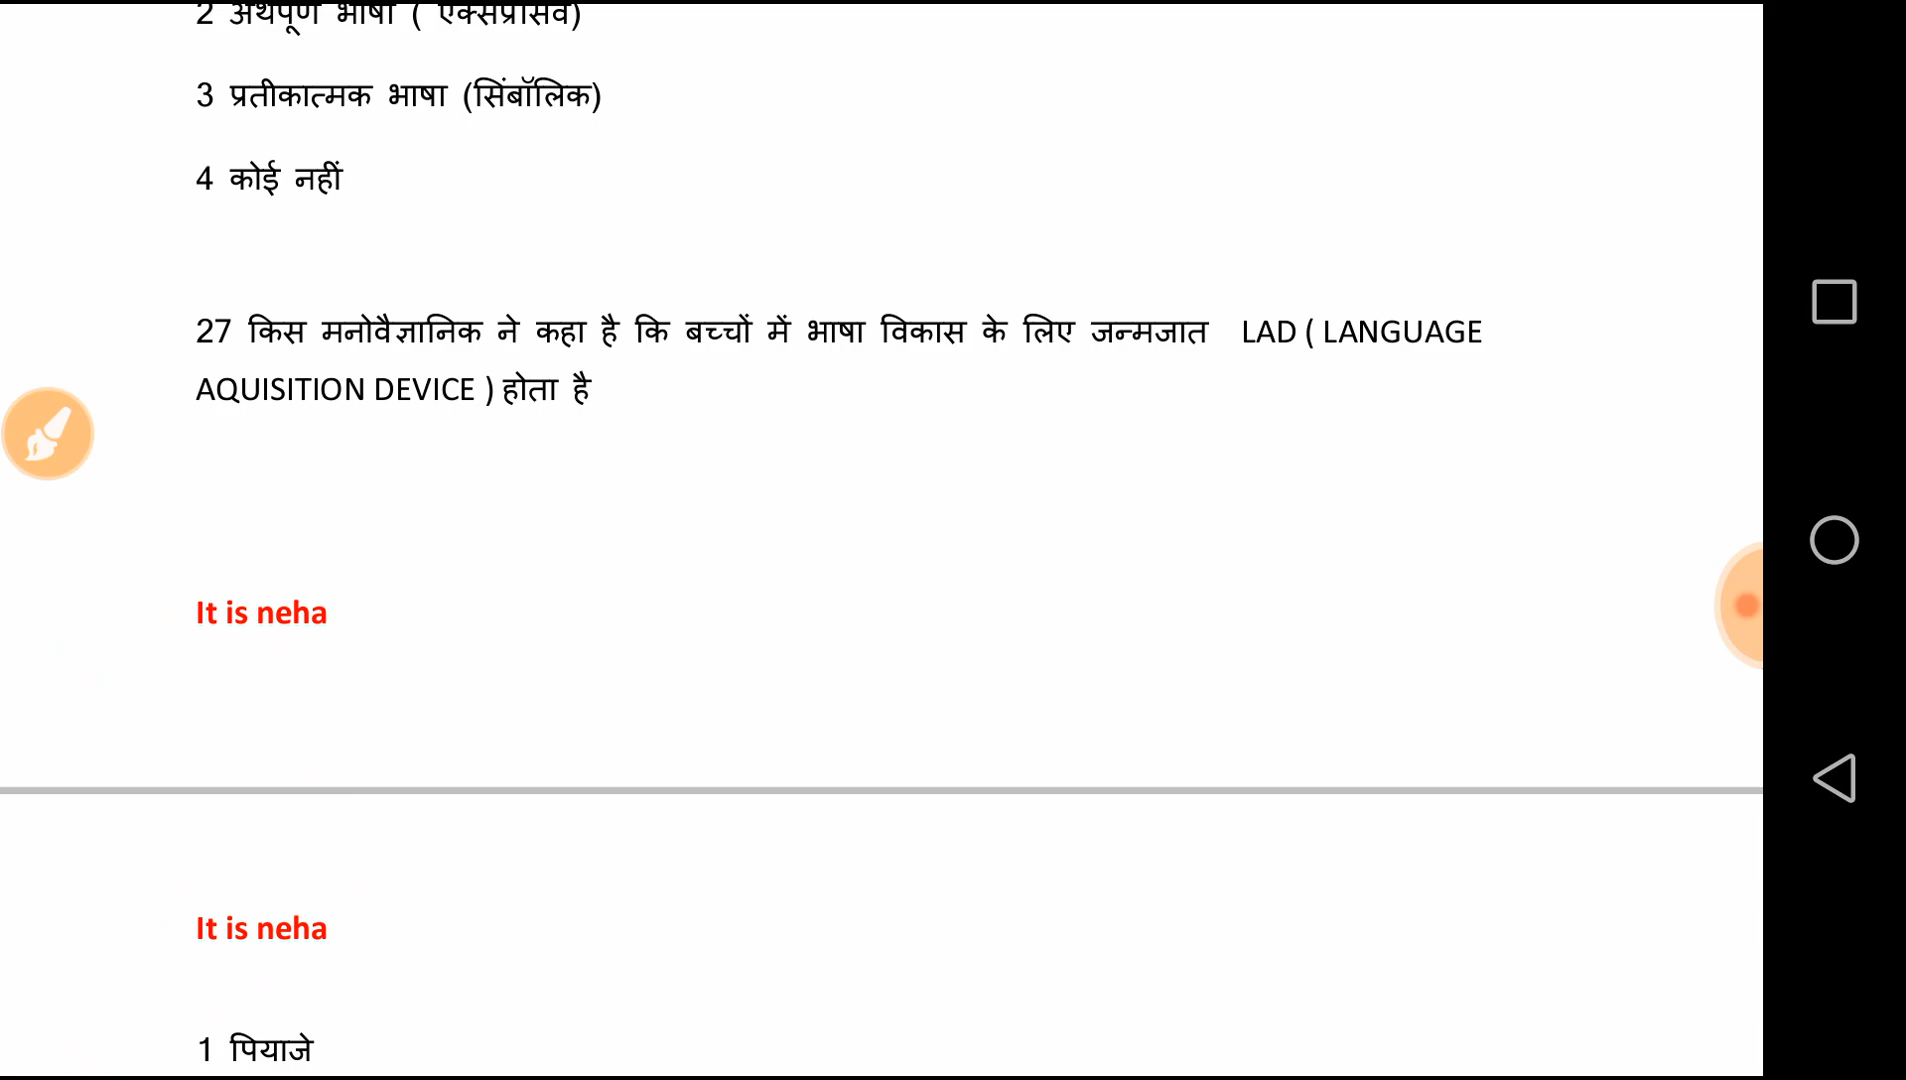 2 अर्थपूर्ण भाषा ( एक्सप्रेसिव)
3 प्रतीकात्मक भाषा (सिंबॉलिक)
4 कोई नहीं
27 किस मनोवैज्ञानिक ने कहा है कि बच्चों में भाषा विकास के लिए जन्मजात LAD ( LANGUAGE
AQUISITION DEVICE ) होता है
It is neha
It is neha
1 पियाजे